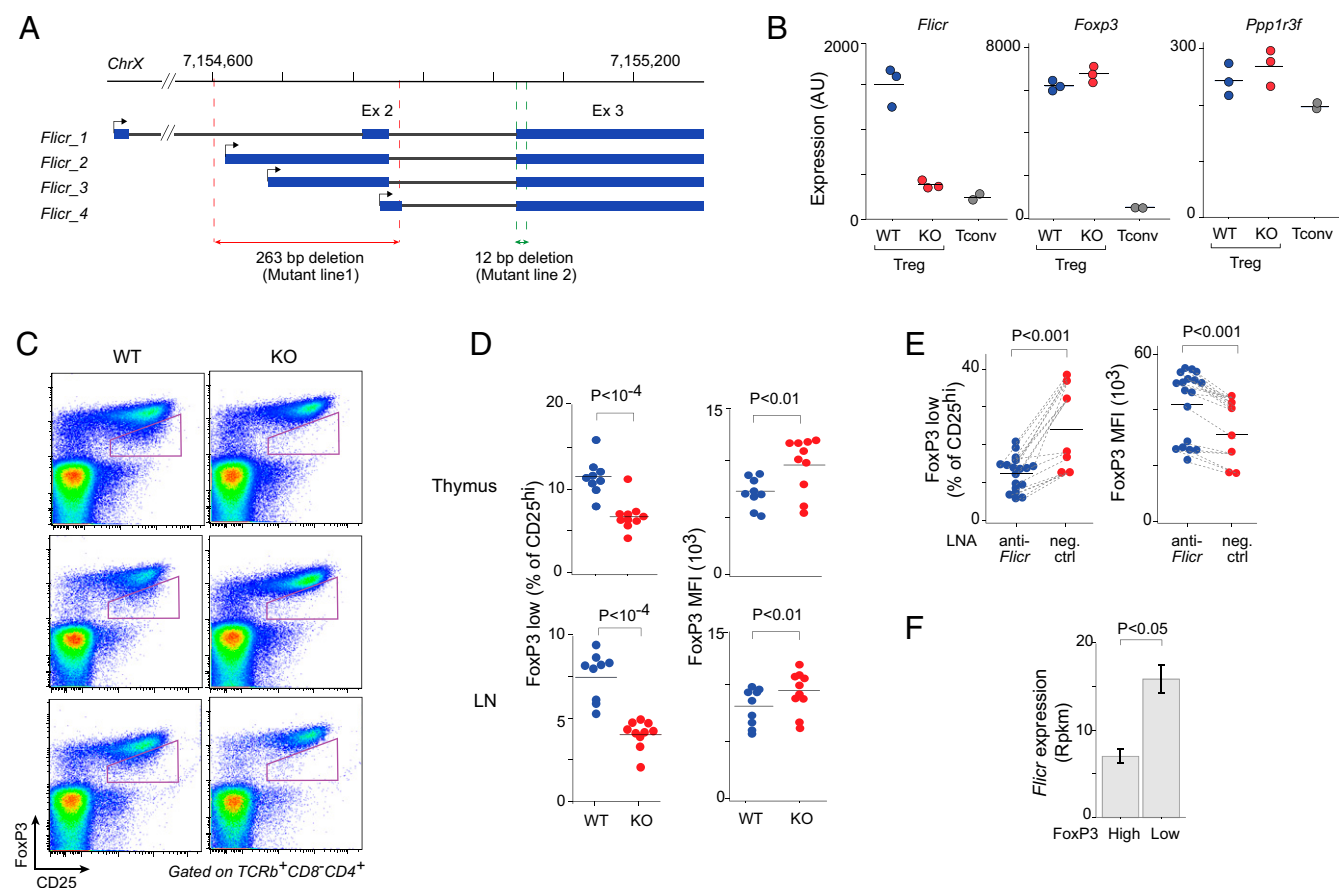 A
ChrX
7,154,600
7,155,200
Ex 2
Ex 3
Flicr_1
Flicr_2
Flicr_3
Flicr_4
263 bp deletion
(Mutant line1)
12 bp deletion
(Mutant line 2)
B
Flicr
Foxp3
Ppp1r3f
Expression (AU)
2000
1000
0
8000
4000
0
300
0
WT KO Tconv
Treg
WT KO Tconv
Treg
WT KO Tconv
Treg
C
WT
KO
FoxP3
CD25
Gated on TCRb+CD8-CD4+
D
Thymus
LN
FoxP3 low (% of CD25hi)
FoxP3 MFI (103)
P<10-4
20
10
0
P<0.01
15
0
P<10-4
10
5
0
WT KO
P<0.01
15
0
WT KO
E
P<0.001
FoxP3 low
(% of CD25hi)
40
20
0
LNA
anti-
Flicr
neg.
ctrl
P<0.001
FoxP3 MFI (103)
60
30
0
anti-
Flicr
neg.
ctrl
F
P<0.05
Flicr expression
(Rpkm)
20
10
0
FoxP3 High Low